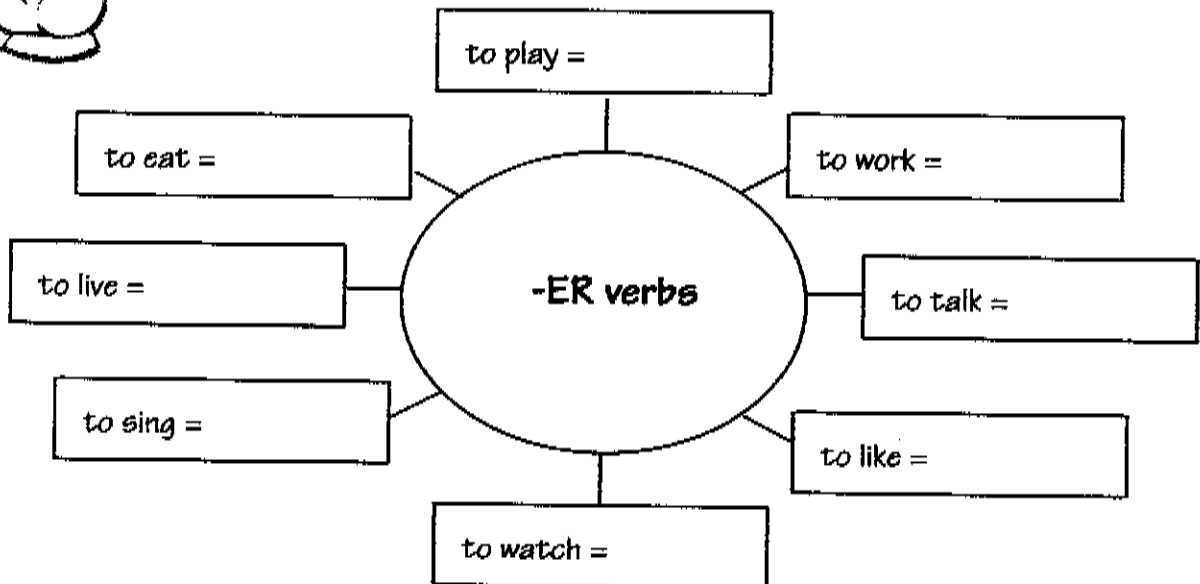 to play =
to eat =
to work =
to live =
-ER verbs
to talk =
to sing =
to like =
to watch =